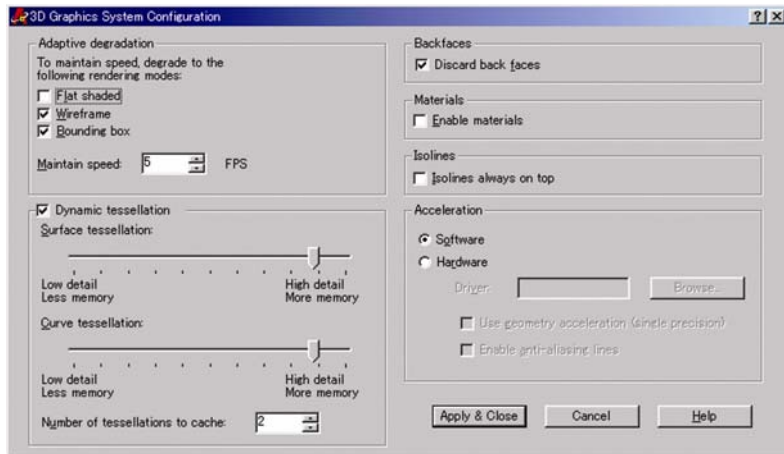 3D Graphics System Configuration
Adaptive degradation
To maintain speed, degrade to the
following rendering modes:
Flat shaded
Wireframe
Bounding box
Maintain speed: 5 FPS
Dynamic tessellation
Surface tessellation:
Low detail High detail
Less memory More memory
Curve tessellation:
Low detail High detail
Less memory More memory
Number of tessellations to cache: 2
Backfaces
Discard back faces
Materials
Enable materials
Isolines
Isolines always on top
Acceleration
Software
Hardware
Driver: Browse...
Use geometry acceleration (single precision)
Enable anti-aliasing lines
Apply & Close Cancel Help